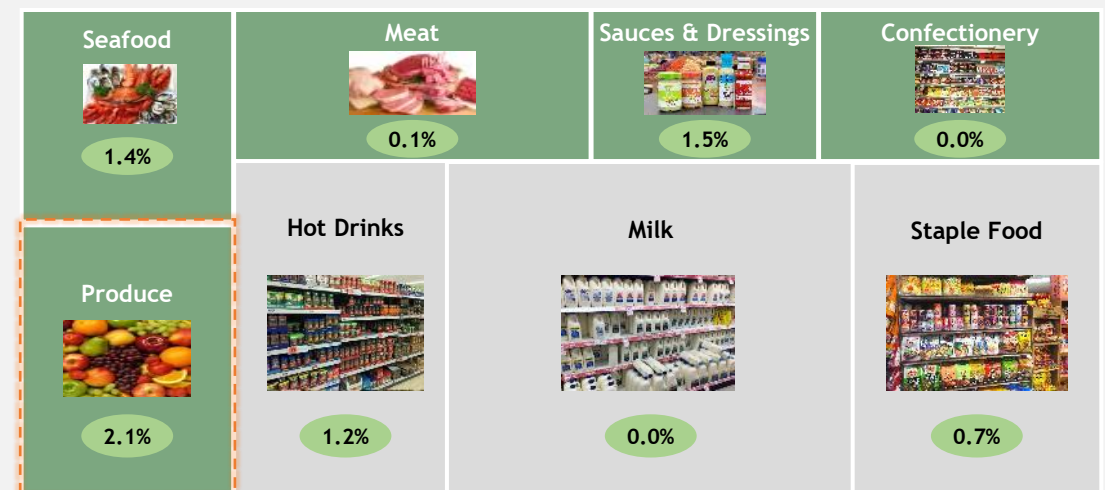 Seafood
1.4%
Meat
0.1%
Sauces & Dressings
1.5%
Confectionery
0.0%
Produce
2.1%
Hot Drinks
1.2%
Milk
0.0%
Staple Food
0.7%